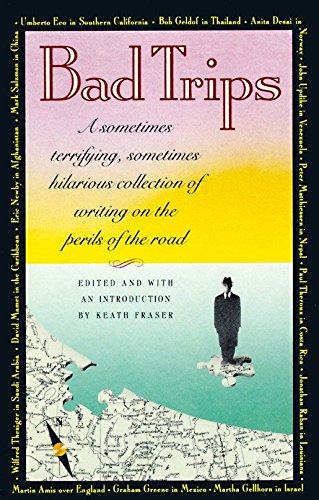 Umberto Eco in Southern California • Bob Geldof in Thailand • Anita Desai in
Norway • John Updike in Venezuela • Peter Matthiessen in Nepal • Paul Theroux in Costa Rica • Jonathan Raban in Louisiana •
Martin Amis over England • Graham Greene in Mexico • Martha Gellhorn in Israel
Wilfred Thesiger in Saudi Arabia • David Mamet in the Caribbean • Eric Newby in Afghanistan • Mark Salzman in China •
Bad Trips
A sometimes
terrifying, sometimes
hilarious collection of
writing on the
perils of the road
EDITED AND WITH
AN INTRODUCTION
BY KEATH FRASER